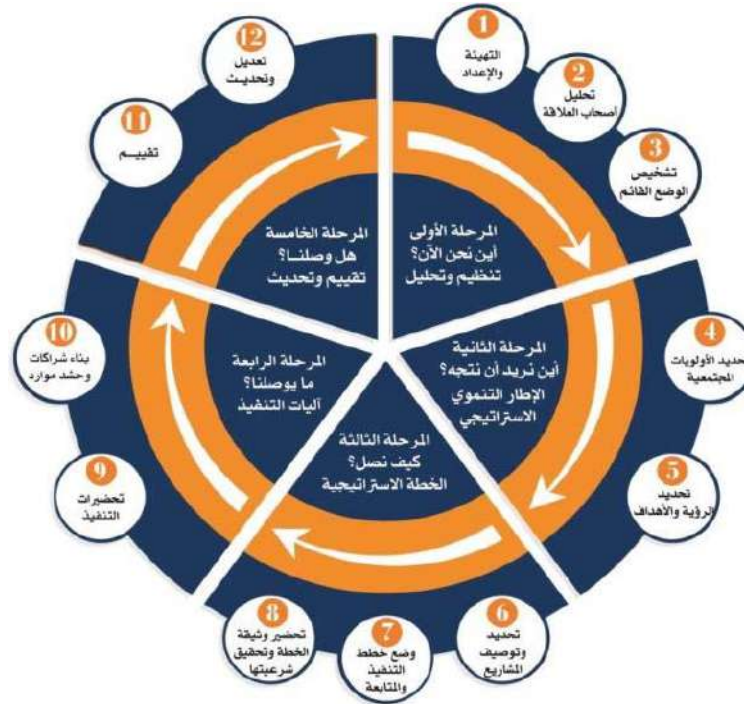 1
التهيئة
والإعداد
2
تحليل
أصحاب العلاقة
3
تشخيص
الوضع القائم
4
تحديد الأولويات
المجتمعية
5
تحديد
الرؤية والأهداف
6
تحديد
وتوصيف
المشاريع
7
وضع خطط
التنفيذ
والمتابعة
8
تحضير وثيقة
الخطة وتحقيق
شرعيتها
9
تحضيرات
التنفيذ
10
بناء شراكات
وحشد موارد
11
تقييــم
12
تعديل
وتحديـث
المرحلة الأولى
أين نحن الآن؟
تنظيم وتحليل
المرحلة الثانية
أين نريد أن نتجه؟
الإطار التنموي
الاستراتيجي
المرحلة الثالثة
كيف نصل؟
الخطة الاستراتيجية
المرحلة الرابعة
ما يوصلنا؟
آليات التنفيذ
المرحلة الخامسة
هل وصلنـا؟
تقييم وتحديث